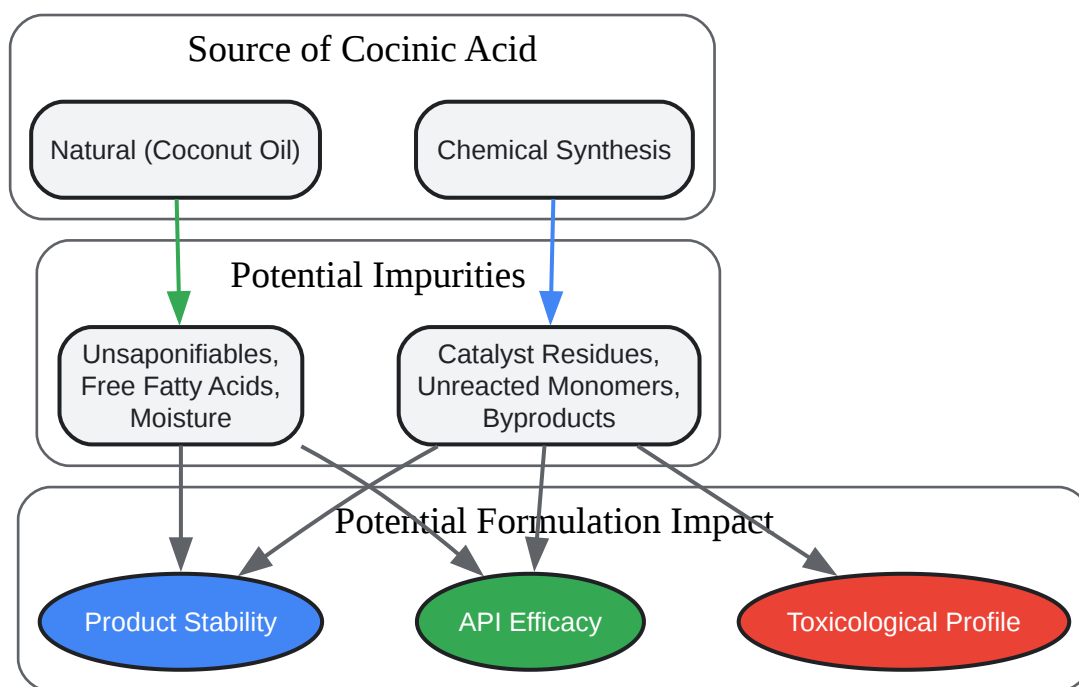 Source of Cocinic Acid
Natural (Coconut Oil)
Chemical Synthesis
Potential Impurities
Unsaponifiables,
Free Fatty Acids,
Moisture
Catalyst Residues,
Unreacted Monomers,
Byproducts
Potential Formulation Impact
Product Stability
API Efficacy
Toxicological Profile